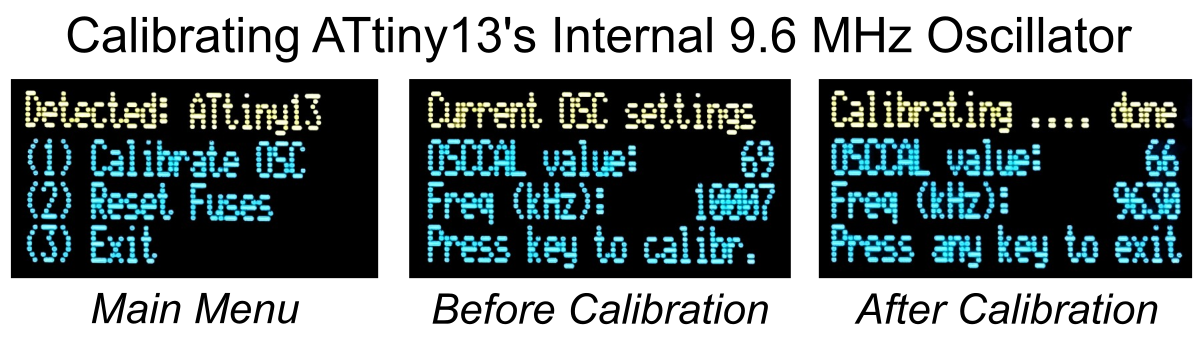 Calibrating ATtiny13's Internal 9.6 MHz Oscillator
Detected: ATtiny13
(1) Calibrate OSC
(2) Reset Fuses
(3) Exit
Main Menu
Current OSC settings
OSCCAL value: 69
Freq (kHz): 10007
Press key to calibr.
Before Calibration
Calibrating .... done
OSCCAL value: 66
Freq (kHz): 9630
Press any key to exit
After Calibration